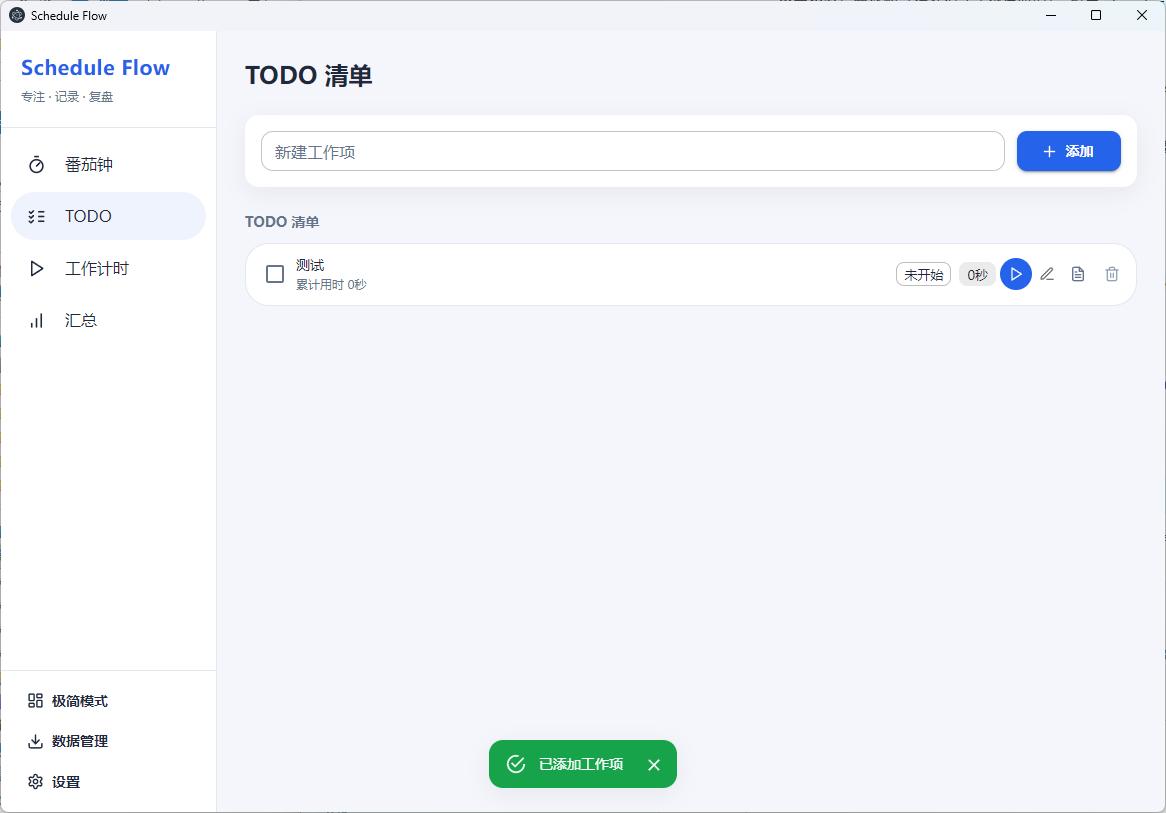 Schedule Flow
Schedule Flow
专注 · 记录 · 复盘
番茄钟
TODO
工作计时
汇总
极简模式
数据管理
设置
TODO 清单
新建工作项
添加
TODO 清单
测试
累计用时 0秒
未开始
0秒
已添加工作项